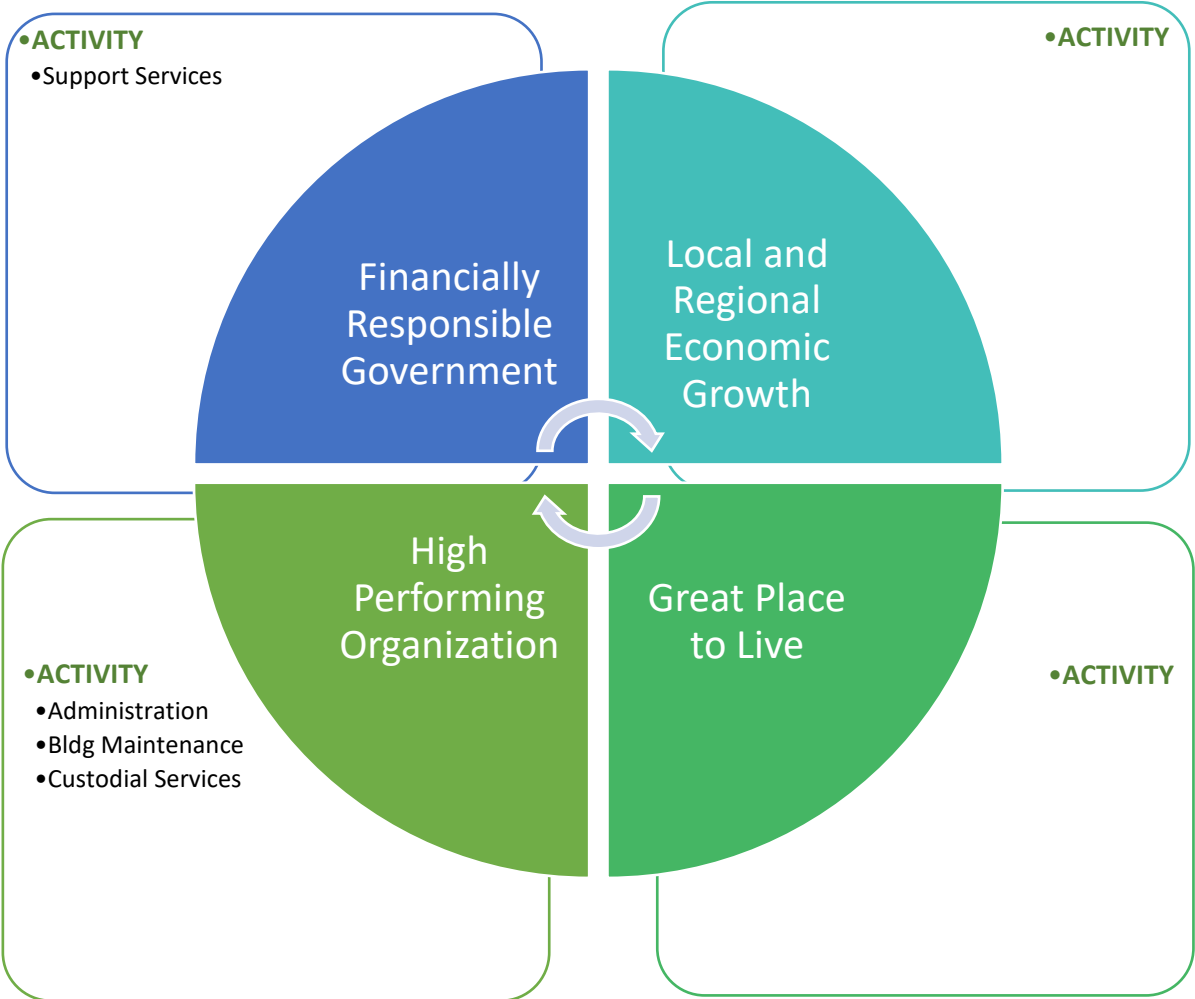 •ACTIVITY
•Support Services
•ACTIVITY
Financially
Responsible
Government
Local and
Regional
Economic
Growth
High
Performing
Organization
Great Place
to Live
•ACTIVITY
•Administration
•Bldg Maintenance
•Custodial Services
•ACTIVITY